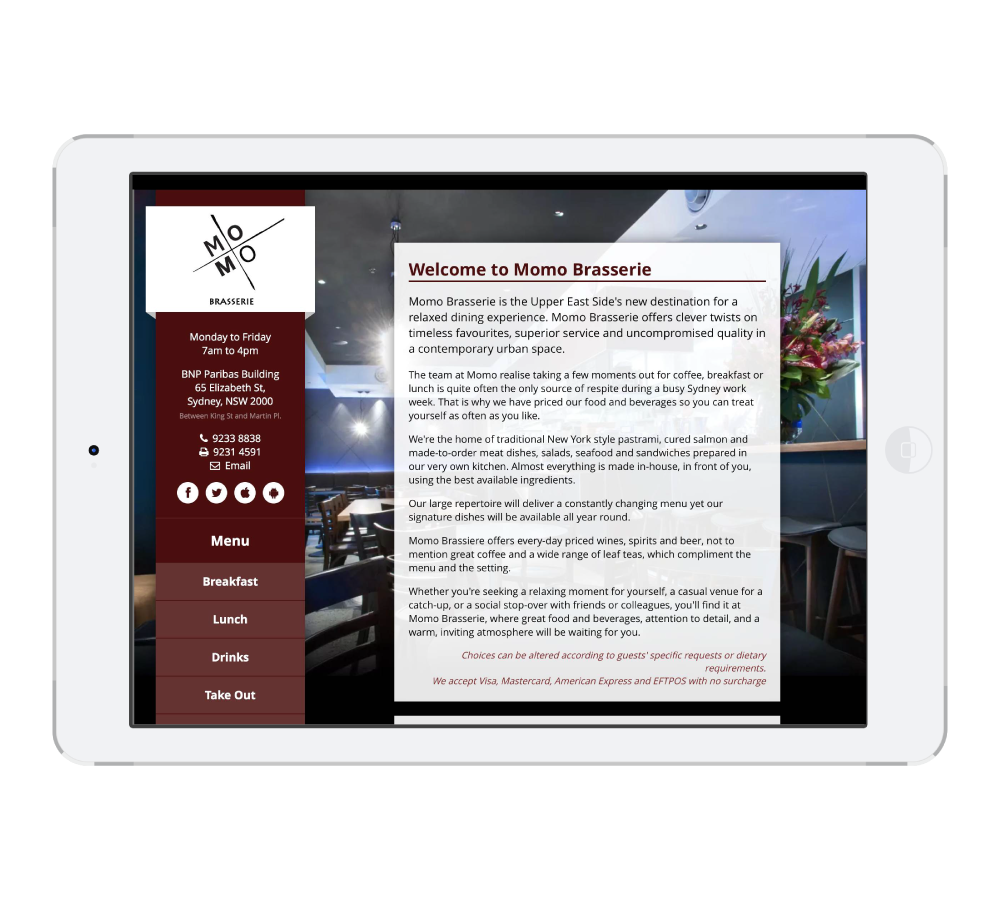 MO
MO
BRASSERIE
Monday to Friday
7am to 4pm
BNP Paribas Building
65 Elizabeth St,
Sydney, NSW 2000
Between King St and Martin Pl.
9233 8838
9231 4591
Email
Menu
Breakfast
Lunch
Drinks
Take Out
Welcome to Momo Brasserie
Momo Brasserie is the Upper East Side's new destination for a
relaxed dining experience. Momo Brasserie offers clever twists on
timeless favourites, superior service and uncompromised quality in
a contemporary urban space.
The team at Momo realise taking a few moments out for coffee, breakfast or
lunch is quite often the only source of respite during a busy Sydney work
week. That is why we have priced our food and beverages so you can treat
yourself as often as you like.
We're the home of traditional New York style pastrami, cured salmon and
made-to-order meat dishes, salads, seafood and sandwiches prepared in
our very own kitchen. Almost everything is made in-house, in front of you,
using the best available ingredients.
Our large repertoire will deliver a constantly changing menu yet our
signature dishes will be available all year round.
Momo Brassiere offers every-day priced wines, spirits and beer, not to
mention great coffee and a wide range of leaf teas, which compliment the
menu and the setting.
Whether you're seeking a relaxing moment for yourself, a casual venue for a
catch-up, or a social stop-over with friends or colleagues, you'll find it at
Momo Brasserie, where great food and beverages, attention to detail, and a
warm, inviting atmosphere will be waiting for you.
Choices can be altered according to guests' specific requests or dietary
requirements.
We accept Visa, Mastercard, American Express and EFTPOS with no surcharge